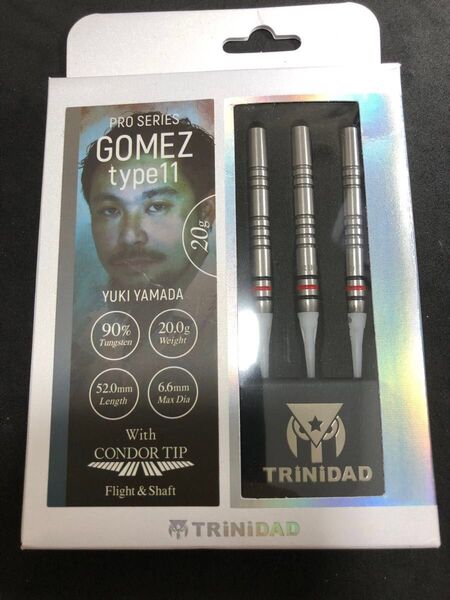 PRO SERIES
GOMEZ
type11
20g
YUKI YAMADA
90%
Tungsten
20.0g
Weight
52.0mm
Length
6.6mm
Max Dia
With
CONDOR TIP
Flight & Shaft
TRiNiDAD
TRiNiDAD